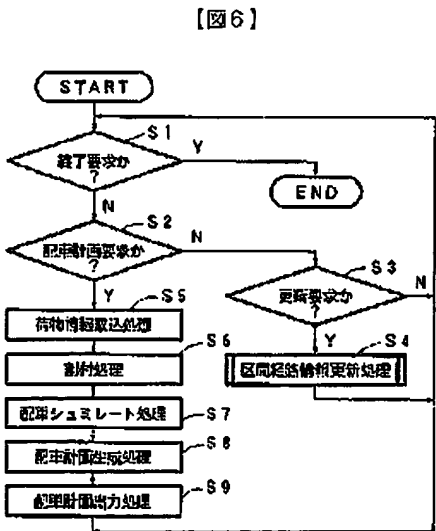 【図6】
START
S1
終了要求か
?
Y
END
N
S2
配車計画要求か
?
N
S3
更新要求か
?
N
Y
S5
荷物情報取込処理
Y
S4
区間経路情報更新処理
S6
割付処理
S7
配車シュミレート処理
S8
配車計画生成処理
S9
配車計画出力処理